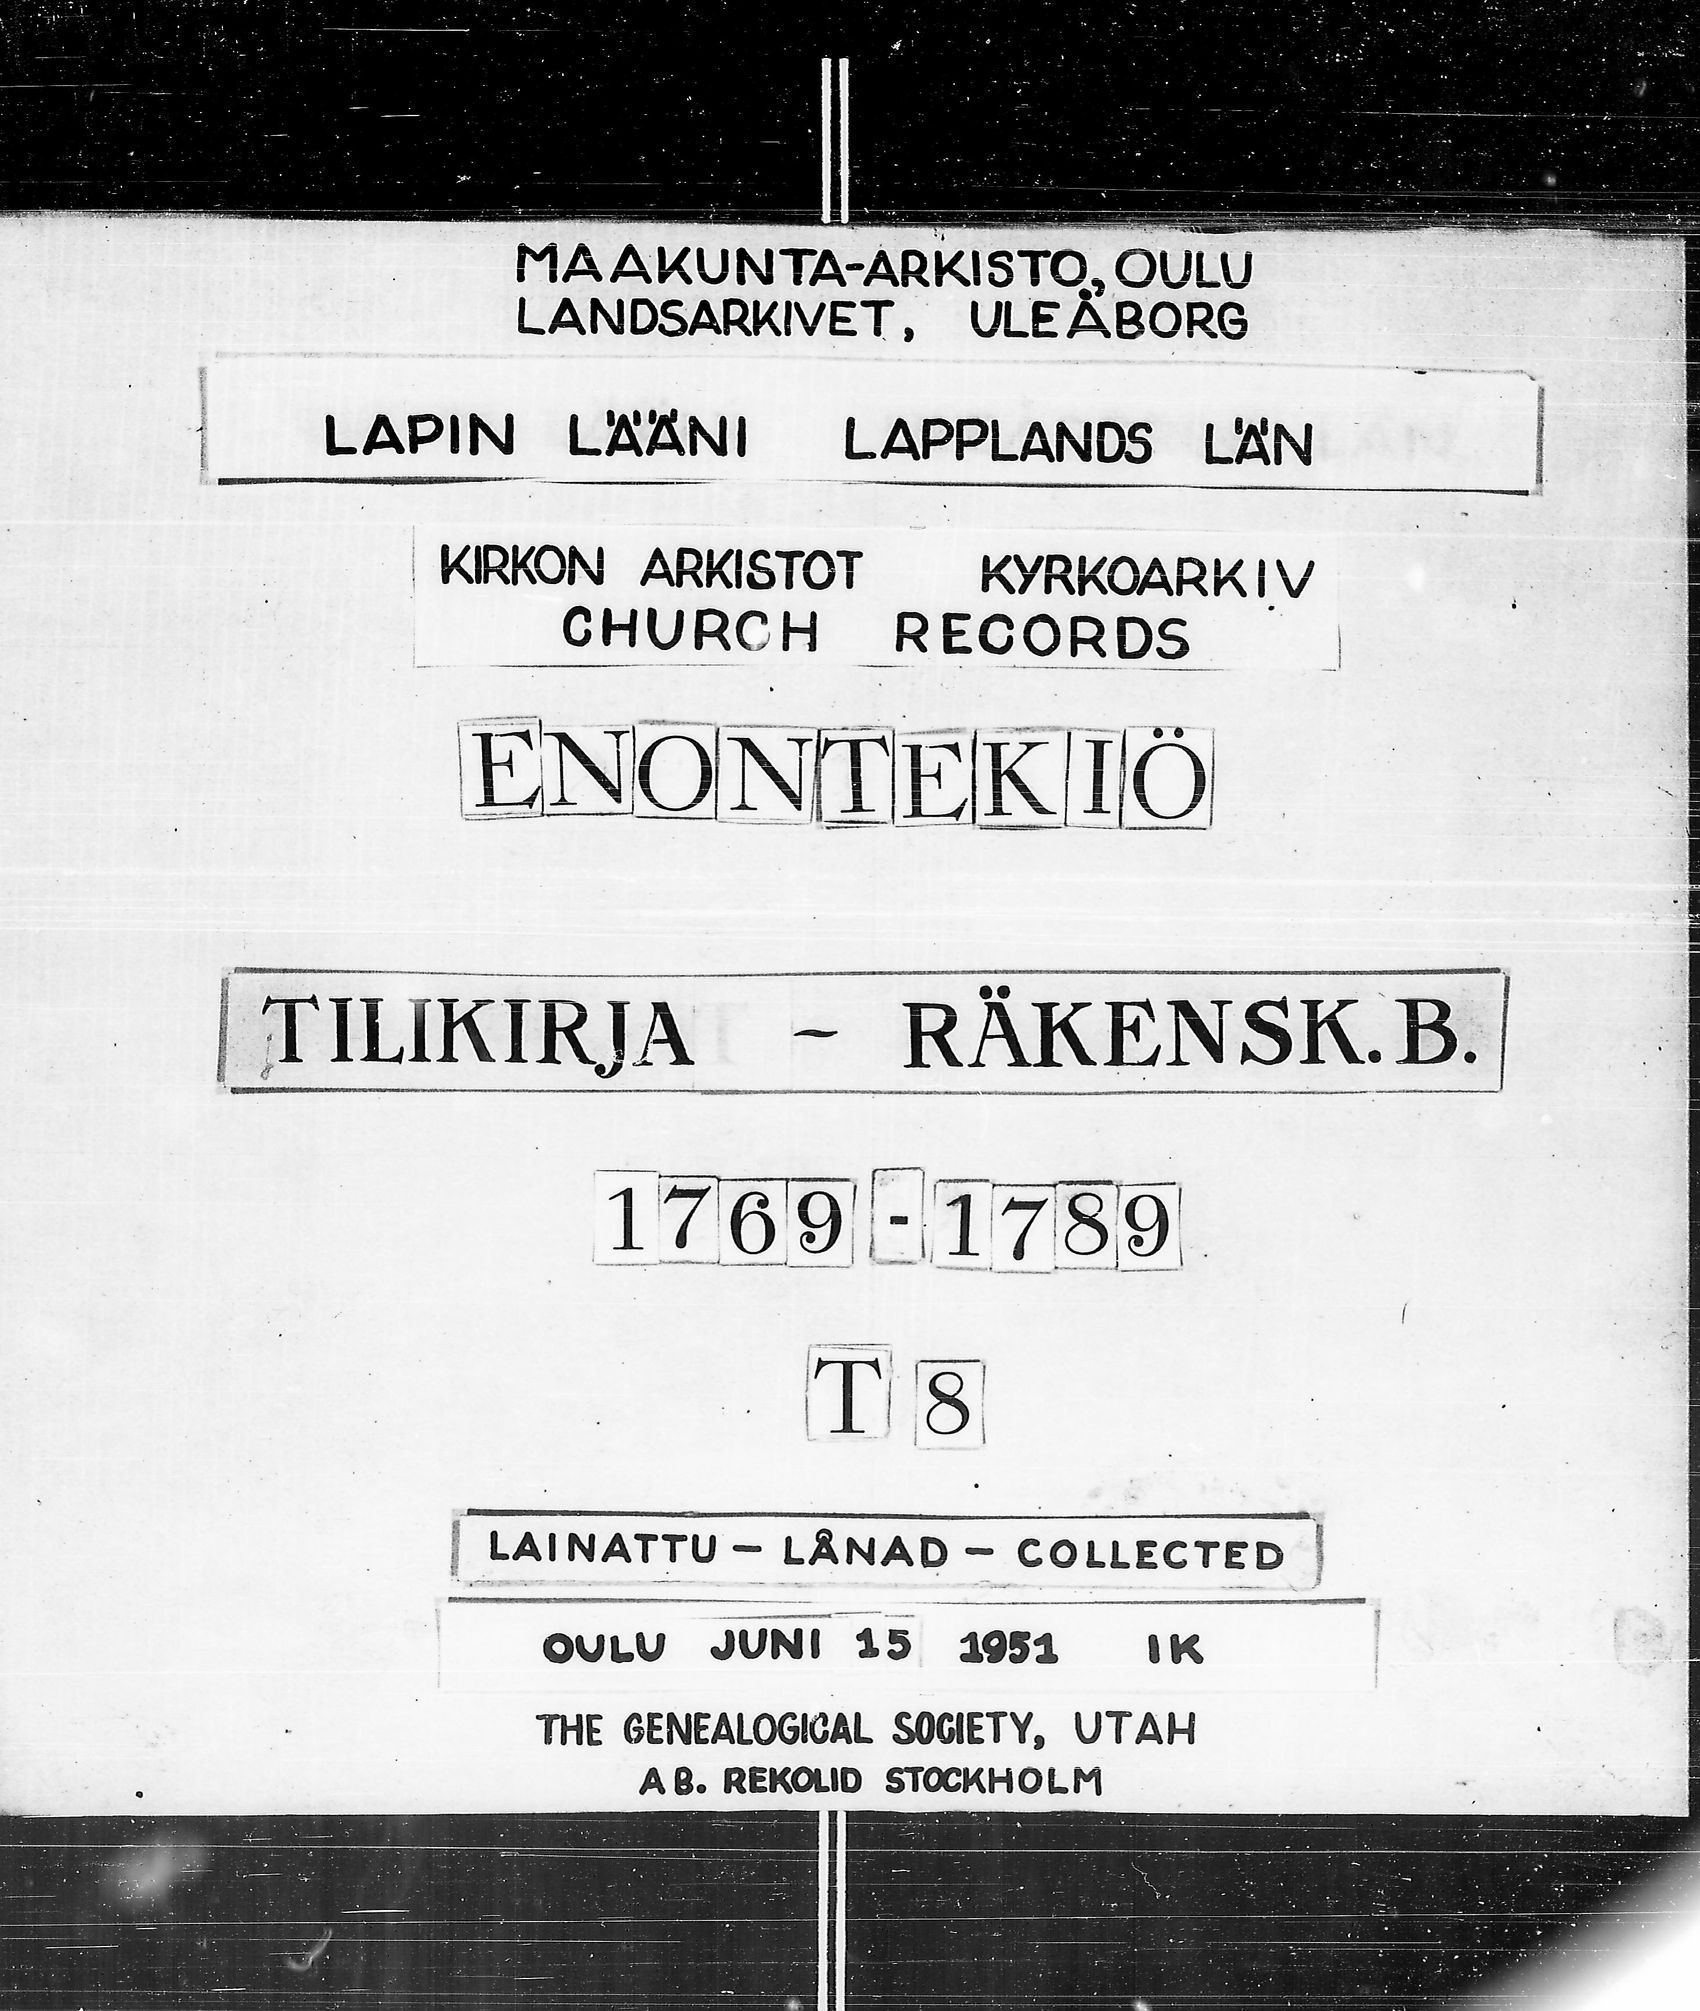 MAAKUNTA-ARKISTO, OULU
LANDSARKIVET, ULEÅBORG
LAPIN LÄÄNI LAPPLANDS LÄN
KIRKON ARKISTOT KYRKOARKIV
CHURCH RECORDS
ENONTEKIÖ
TILIKIRJA - RÄKENSK. B.
1769-1789
T 8
LAINATTU - LÅNAD - COLLECTED
OULU JUNI 15 1951 IK
THE GENEALOGICAL SOCIETY, UTAH
AB. REKOLID STOCKHOLM